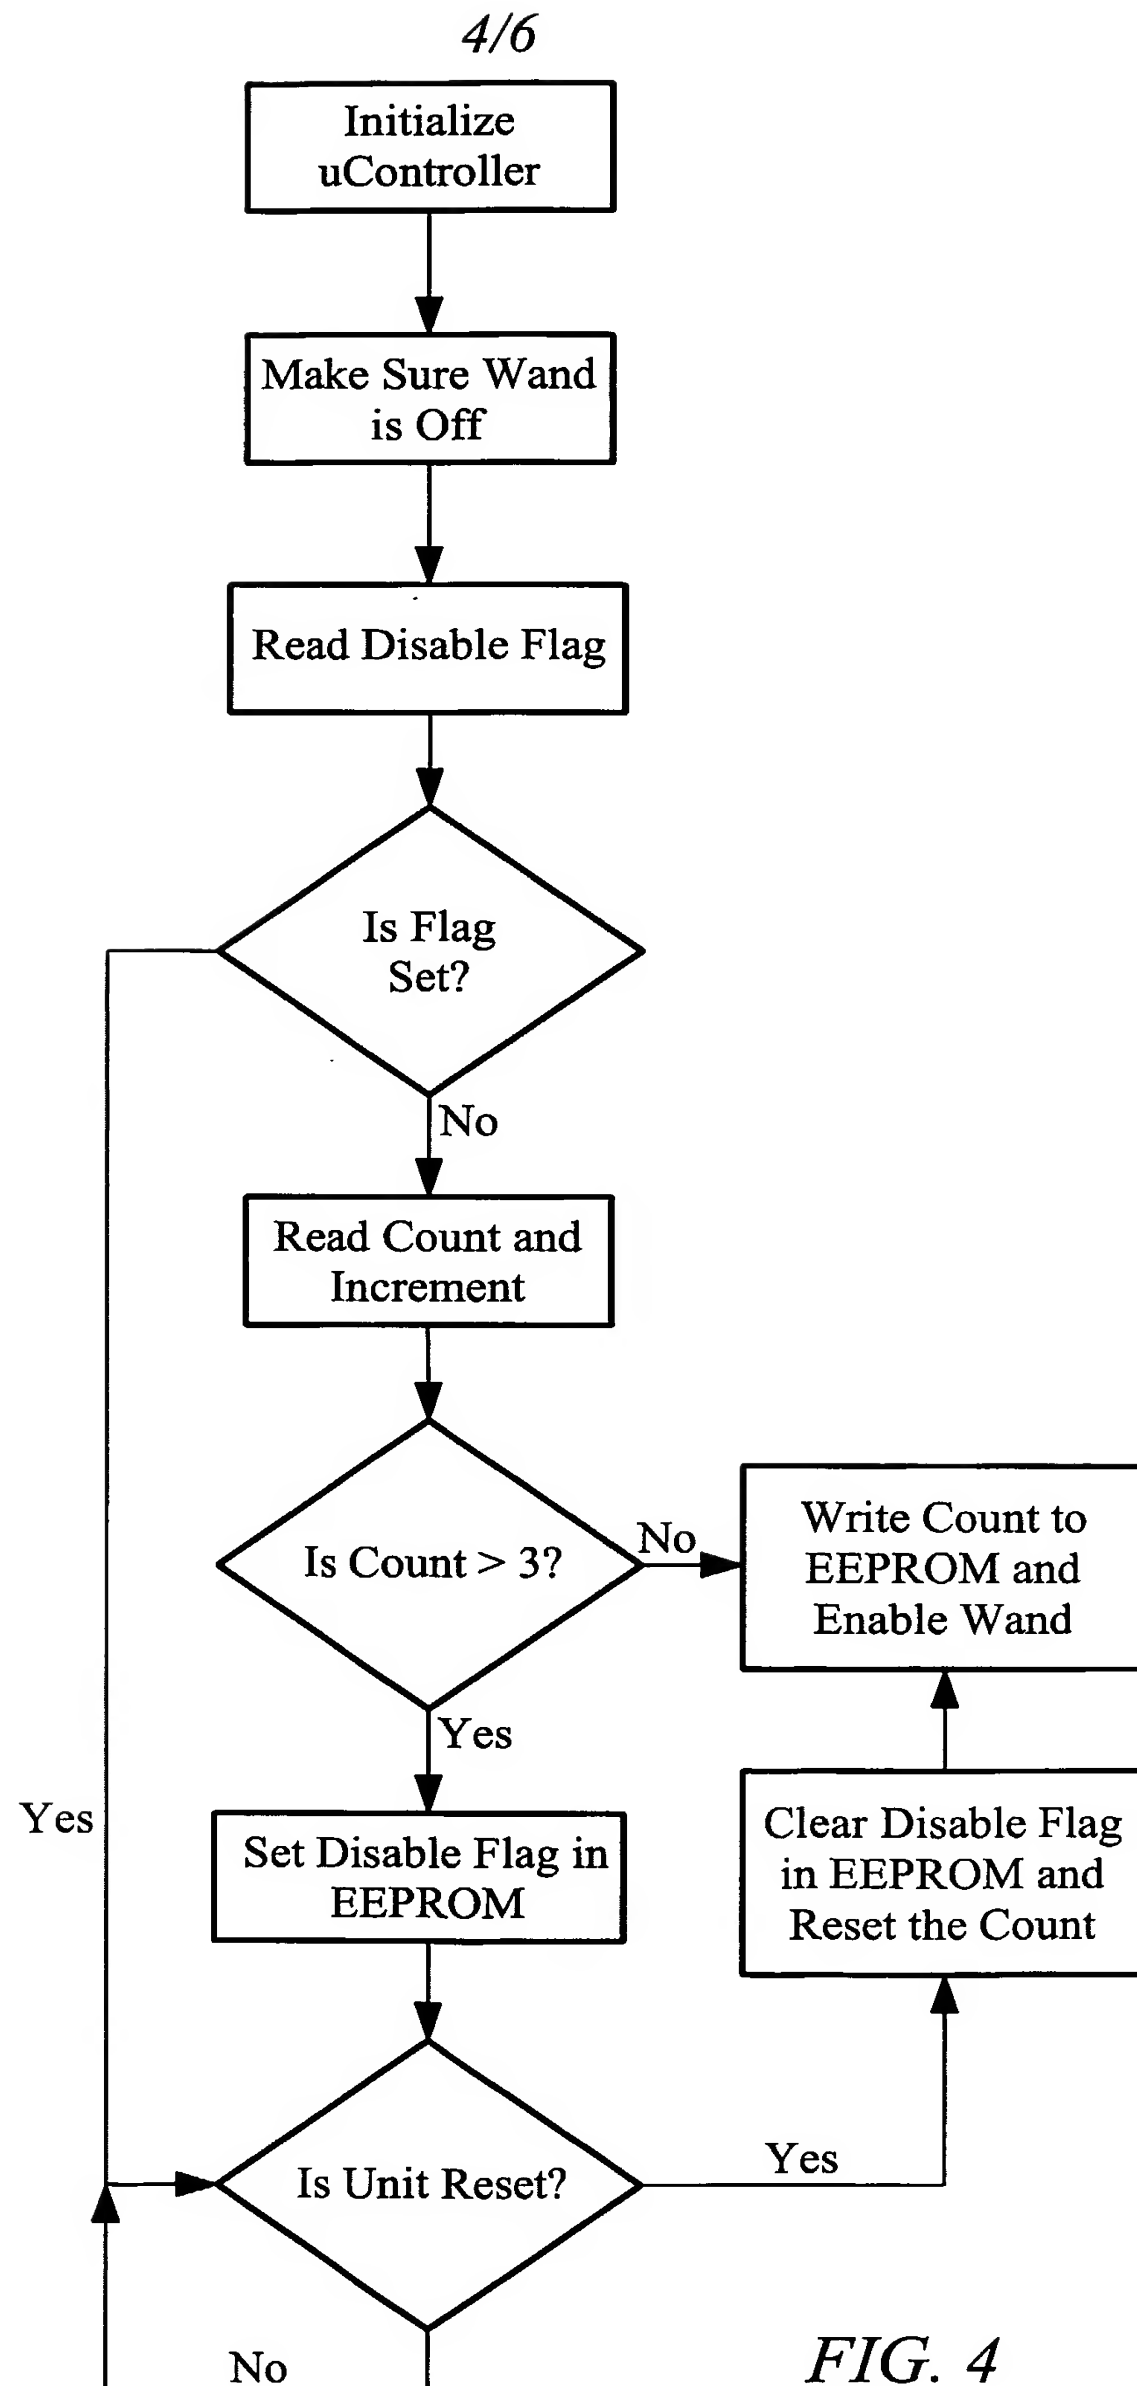 4/6
Initialize
uController
Make Sure Wand
is Off
Read Disable Flag
Is Flag
Set?
No
Read Count and
Increment
Is Count > 3?
No
Write Count to
EEPROM and
Enable Wand
Yes
Yes
Set Disable Flag in
EEPROM
Clear Disable Flag
in EEPROM and
Reset the Count
Is Unit Reset?
Yes
No
FIG. 4